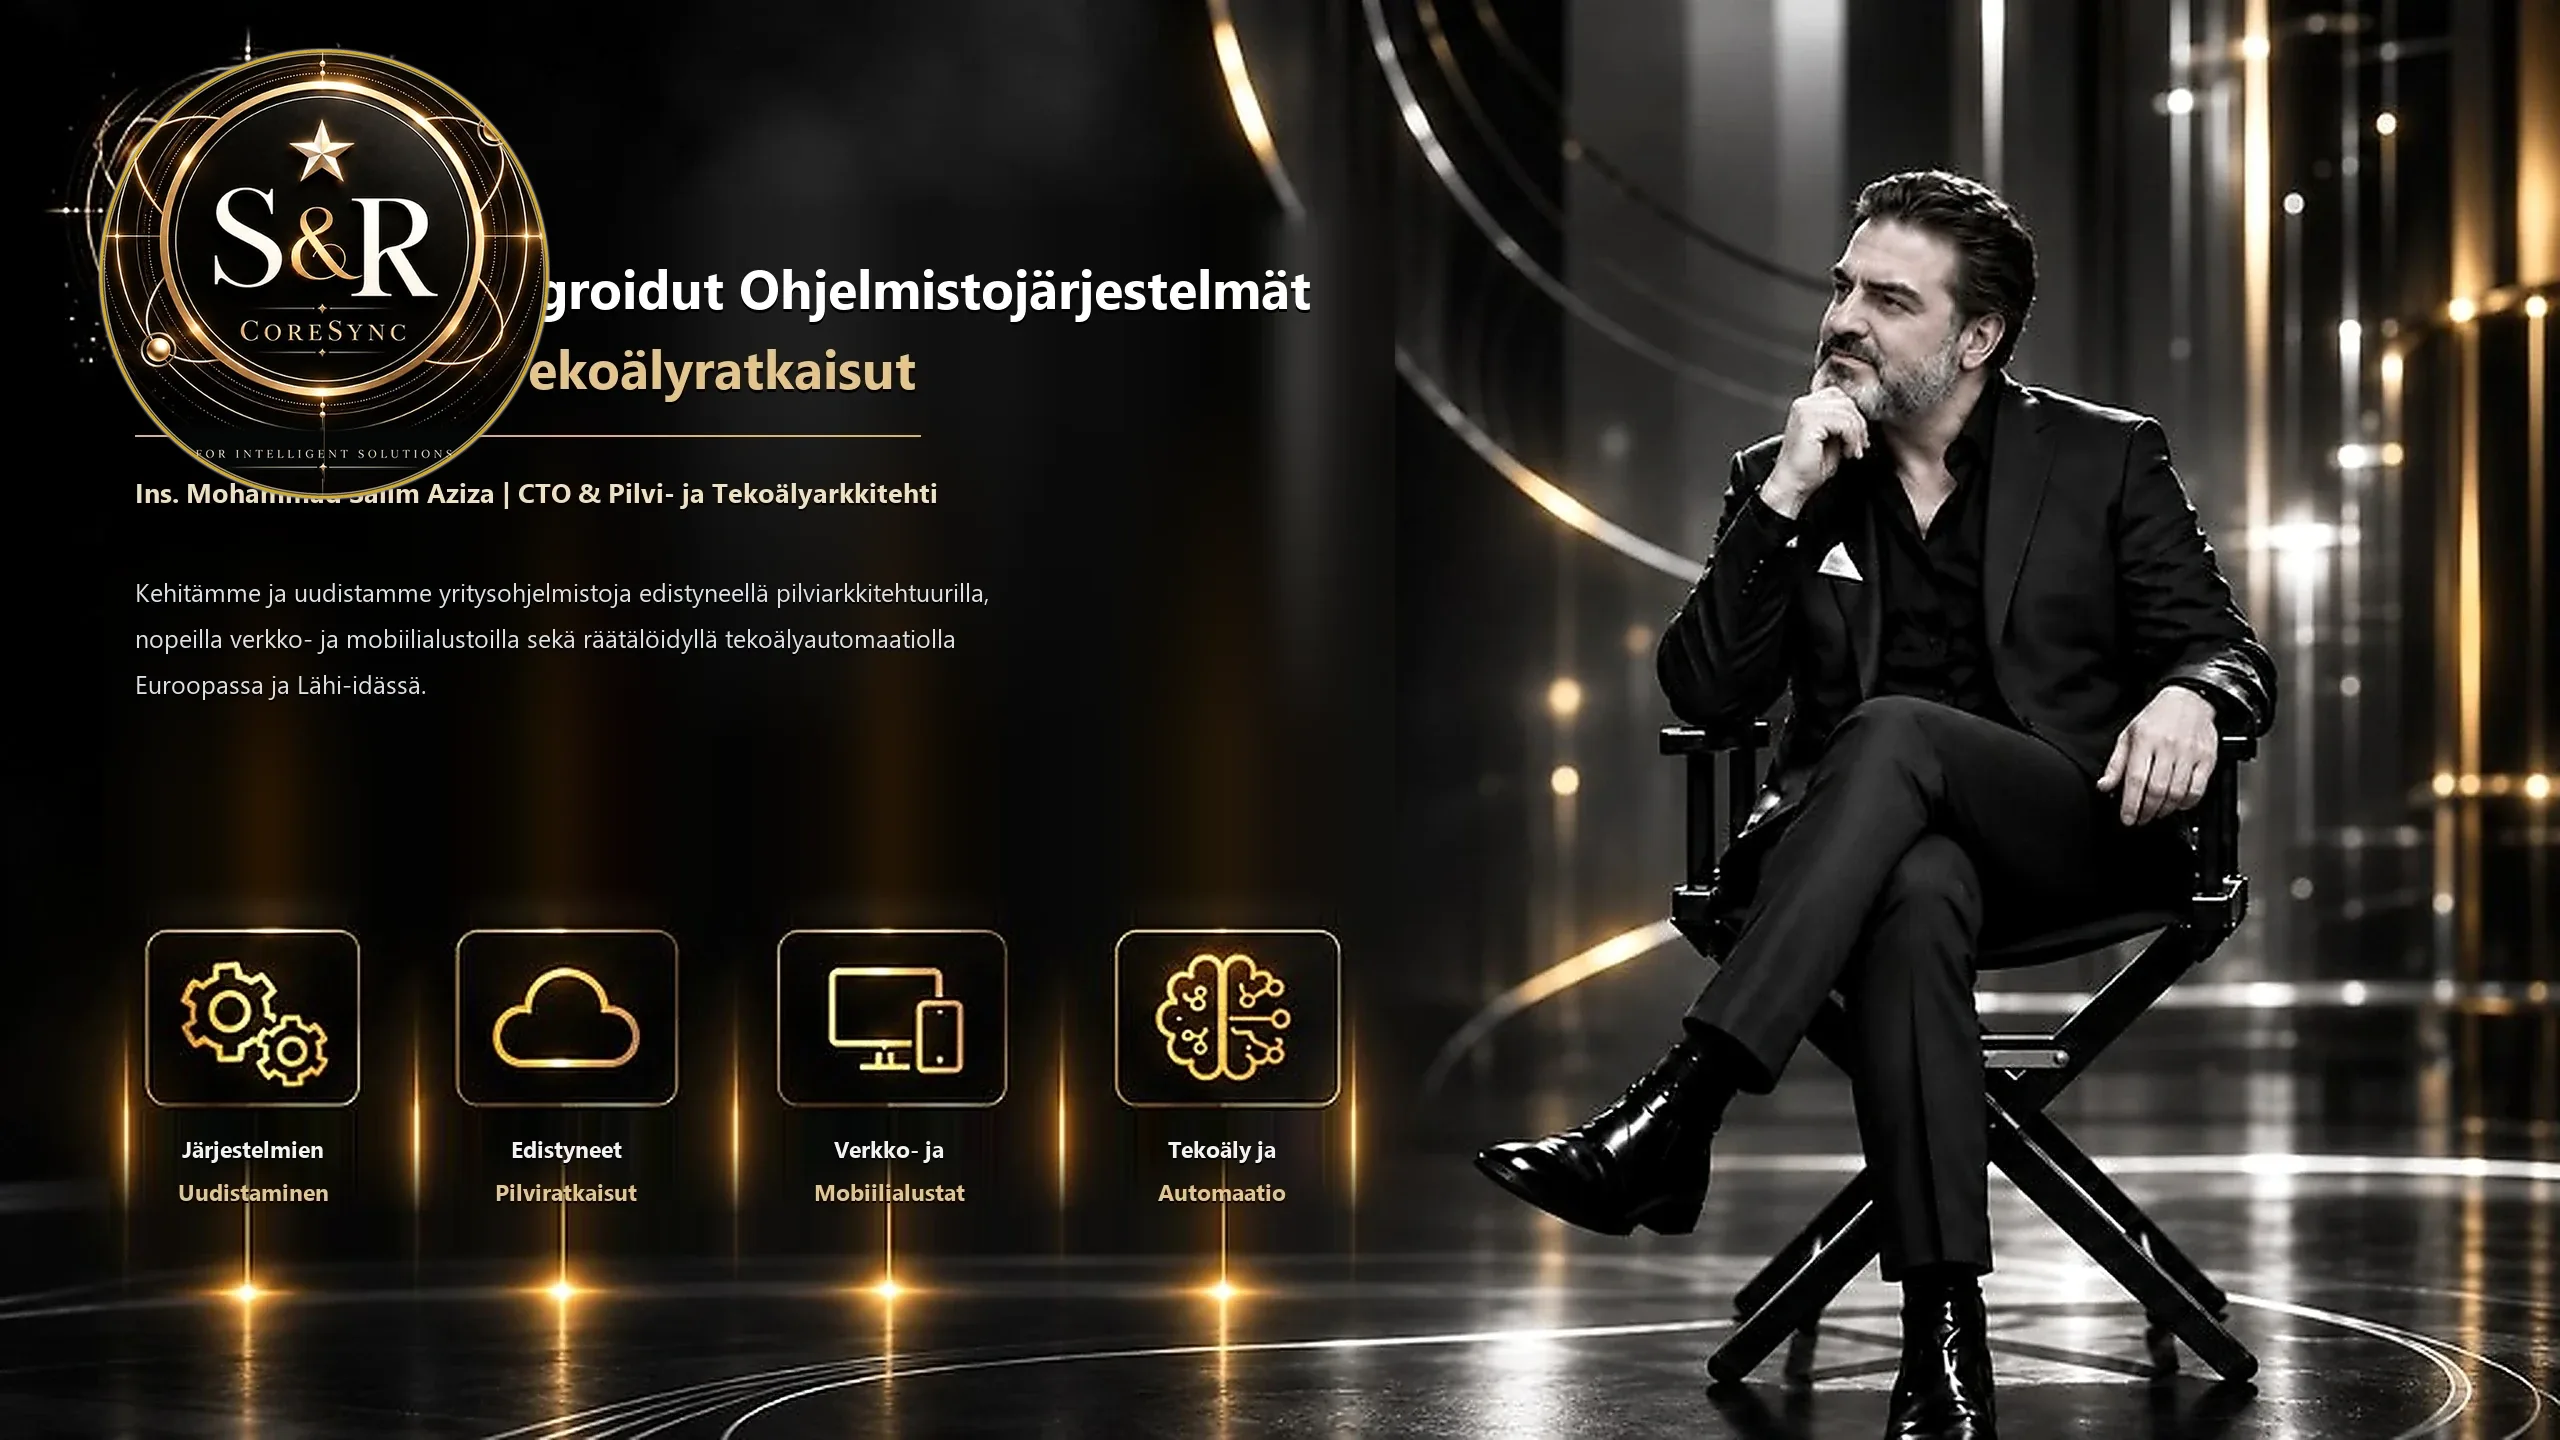 S&R
CORESYNC
FOR INTELLIGENT SOLUTIONS
groidut Ohjelmistojärjestelmät
ekoälyratkaisut
Ins. Salim Aziza | CTO & Pilvi- ja Tekoälyarkkitehti
Kehitämme ja uudistamme yritysohjelmistoja edistyneellä pilviarkkitehtuurilla,
nopeilla verkko- ja mobiilialustoilla sekä räätälöidyllä tekoälyautomaatiolla
Euroopassa ja Lähi-idässä.
Järjestelmien
Uudistaminen
Edistyneet
Pilviratkaisut
Verkko- ja
Mobiilialustat
Tekoäly ja
Automaatio